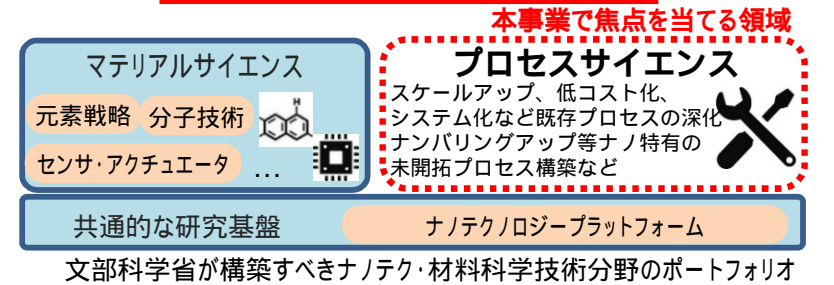 本事業で焦点を当てる領域
マテリアルサイエンス
元素戦略 分子技術
センサ・アクチュエータ …
プロセスサイエンス
スケールアップ、低コスト化、
システム化など既存プロセスの深化
ナンバリングアップ等ナノ特有の
未開拓プロセス構築など
共通的な研究基盤 ナノテクノロジープラットフォーム
文部科学省が構築すべきナノテク・材料科学技術分野のポートフォリオ